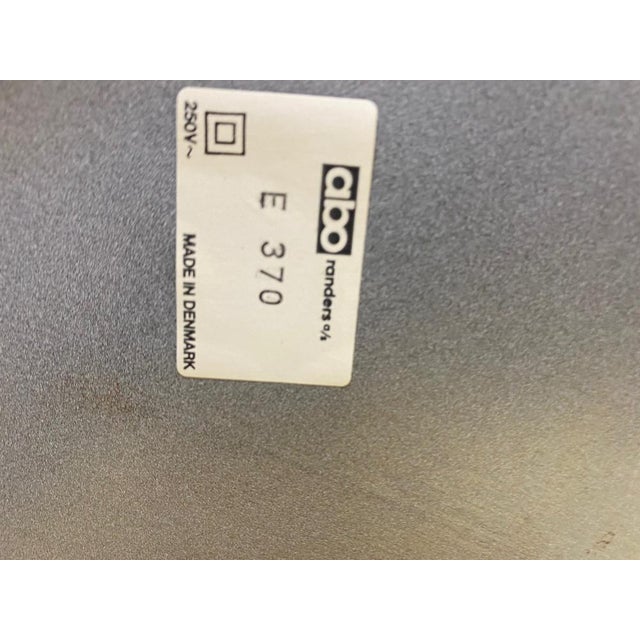 abo randers a/s
E 370
250V~ MADE IN DENMARK